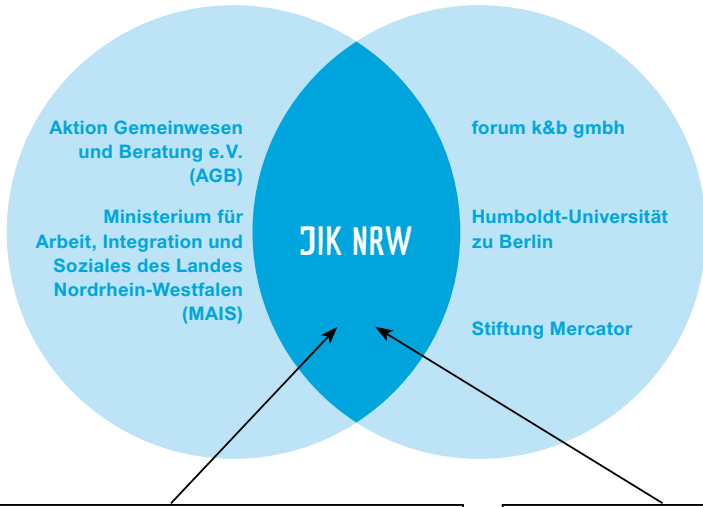 Aktion Gemeinwesen
und Beratung e.V.
(AGB)
Ministerium für
Arbeit, Integration und
Soziales des Landes
Nordrhein-Westfalen
(MAIS)
JIK NRW
forum k&b gmbh
Humboldt-Universität
zu Berlin
Stiftung Mercator